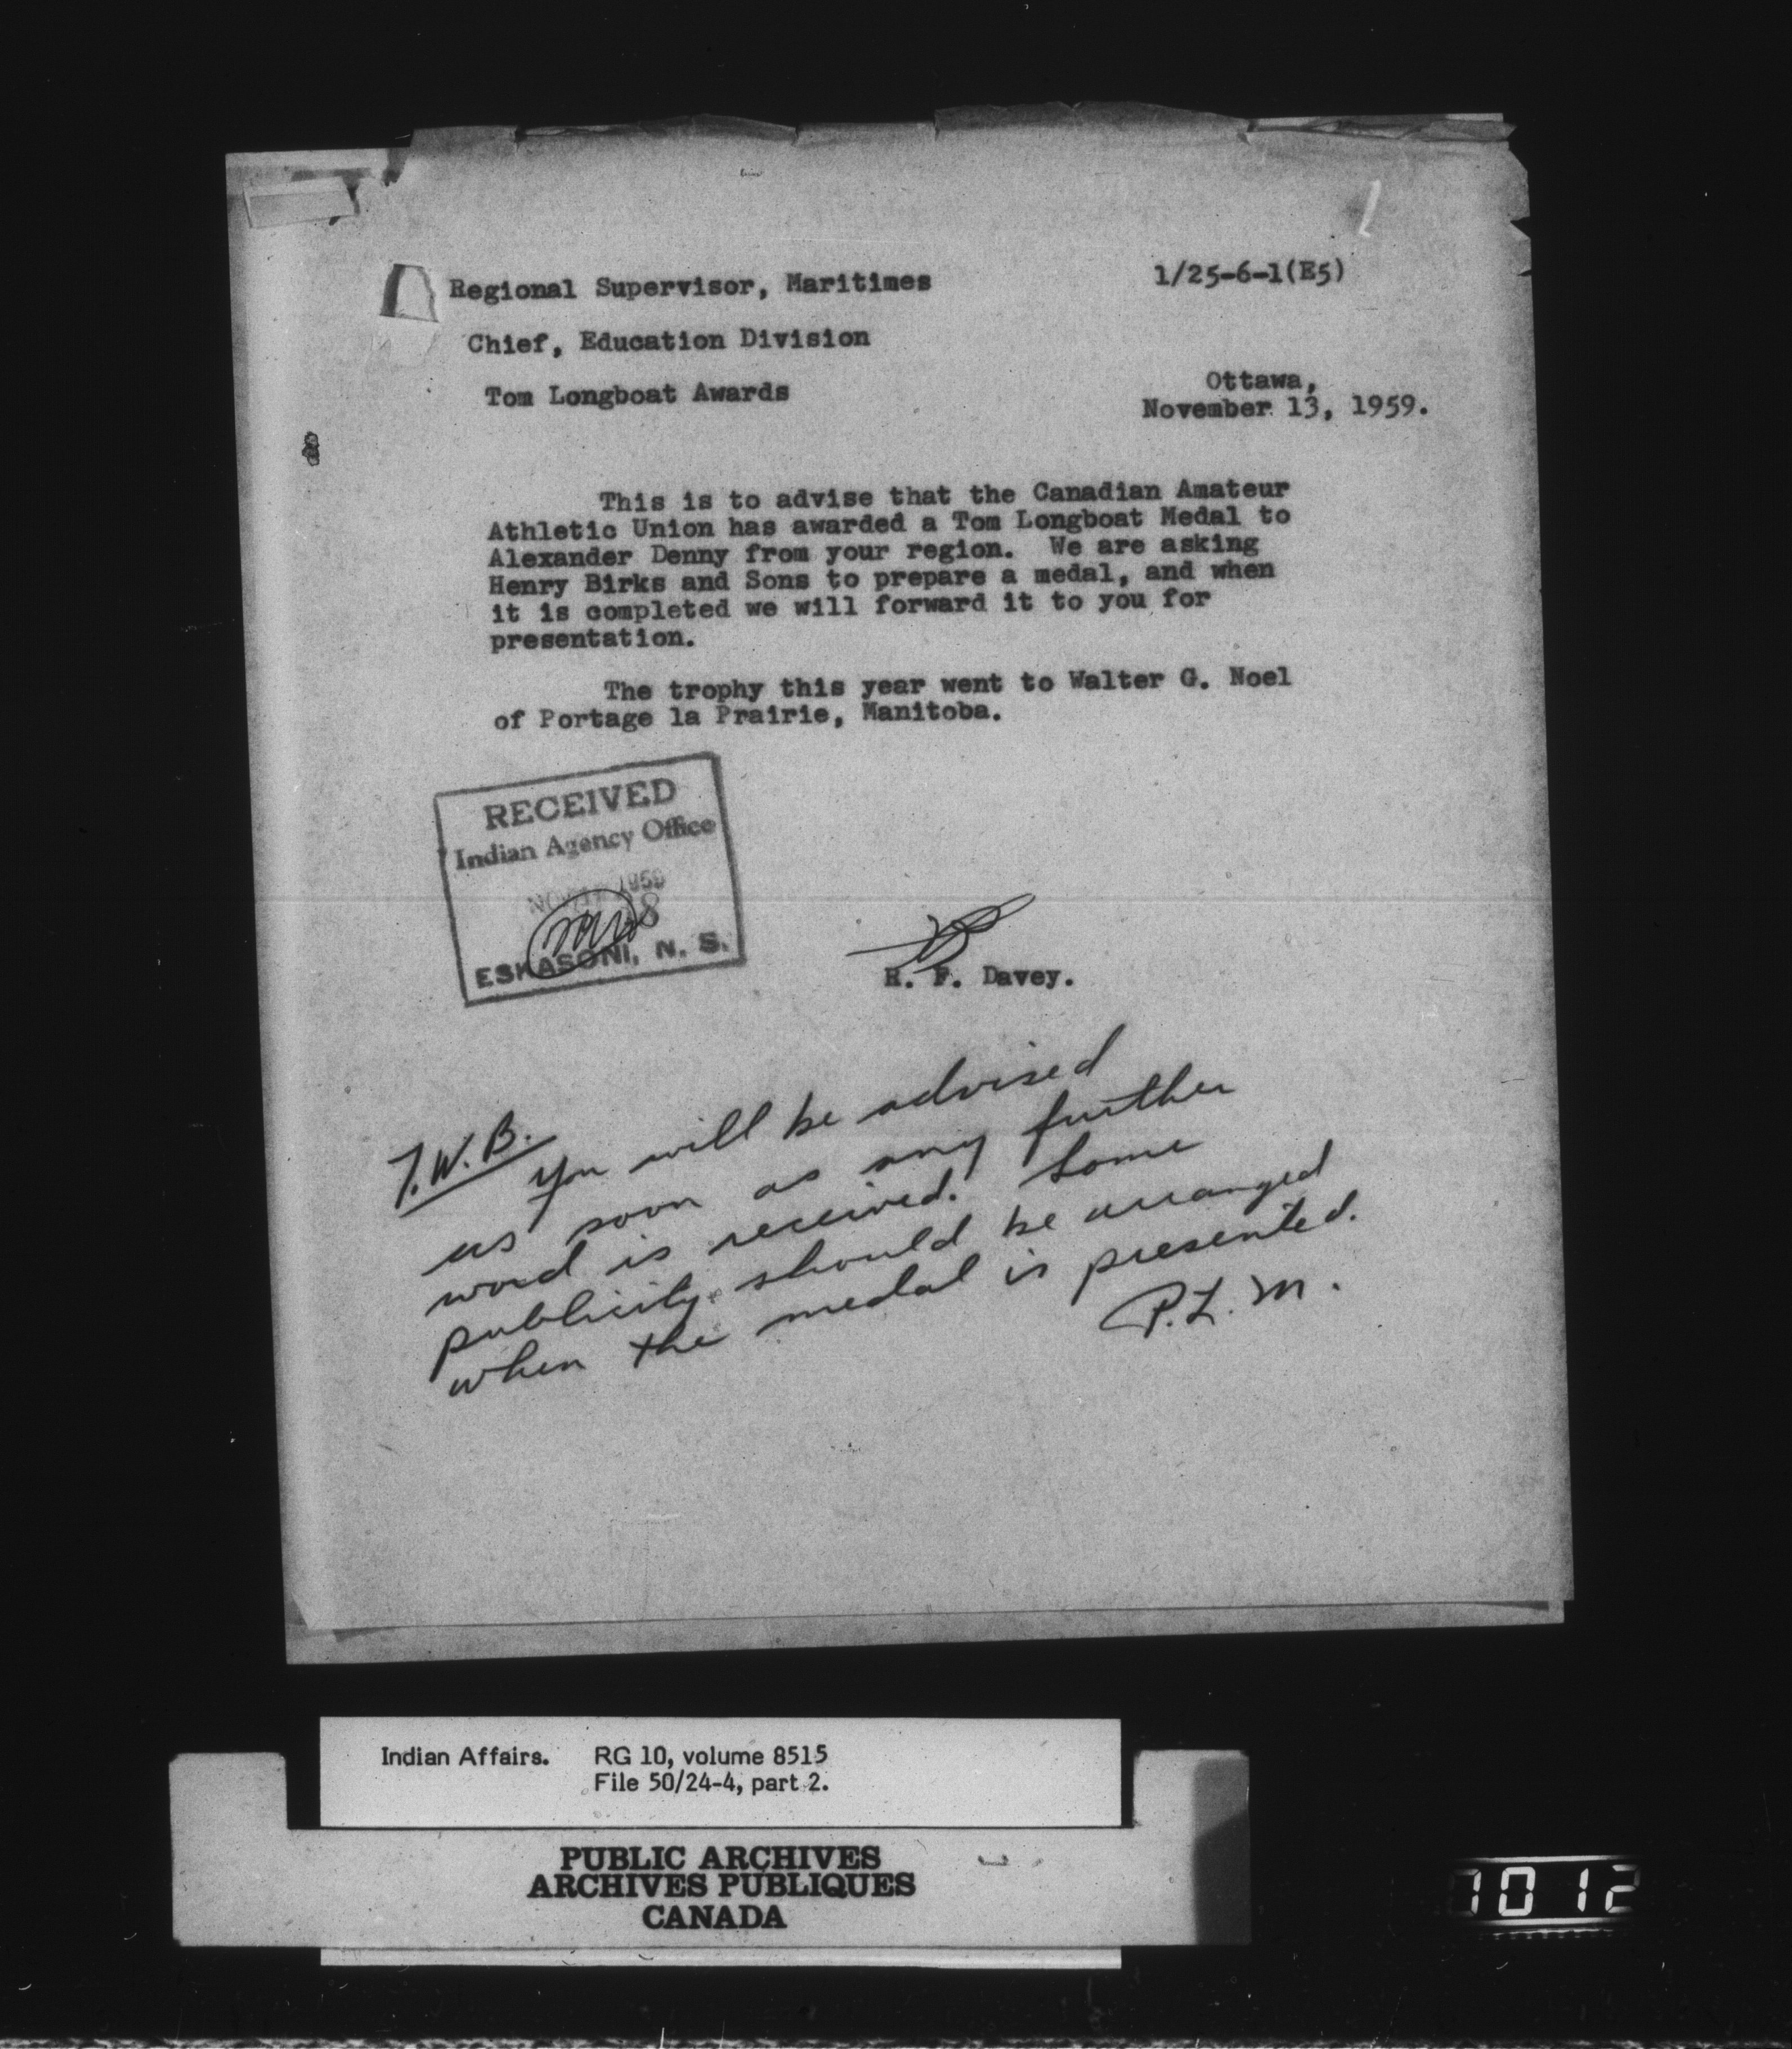 Regional Supervisor, Maritimes
1/25-6-1(E5)
Chief, Education Division
Tom Longboat Awards
Ottawa,
November 13, 1959.
This is to advise that the Canadian Amateur
Athletic Union has awarded a Tom Longboat Medal to
Alexander Denny from your region. We are asking
Henry Birks and Sons to prepare a medal, and when
it is completed we will forward it to you for
presentation.
The trophy this year went to Walter G. Noel
of Portage la Prairie, Manitoba.
RECEIVED
Indian Agency Office
1959
ESKASONI, N. S.
R. F. Davey.
T.W.B.
You will be advised
as soon as any further
word is received. Some
publicity should be arranged
when the medal is presented.
P.L.M.
Indian Affairs. RG 10, volume 8515
File 50/24-4, part 2.
PUBLIC ARCHIVES
ARCHIVES PUBLIQUES
CANADA
1012